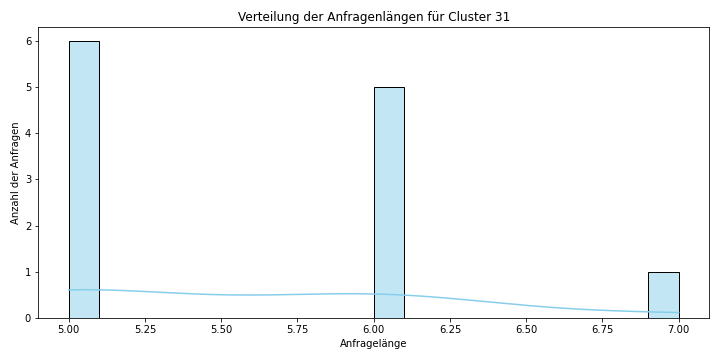 Verteilung der Anfragenlängen für Cluster 31
Anzahl der Anfragen
6
5
4
3
2
1
0
5.00 5.25 5.50 5.75 6.00 6.25 6.50 6.75 7.00
Anfragelänge